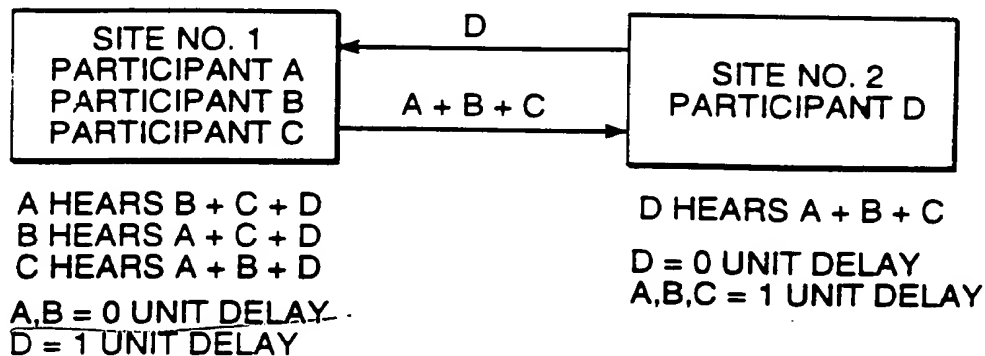 SITE NO. 1
PARTICIPANT A
PARTICIPANT B
PARTICIPANT C
D
A + B + C
SITE NO. 2
PARTICIPANT D
A HEARS B + C + D
B HEARS A + C + D
C HEARS A + B + D
A,B = 0 UNIT DELAY
D = 1 UNIT DELAY
D HEARS A + B + C
D = 0 UNIT DELAY
A,B,C = 1 UNIT DELAY